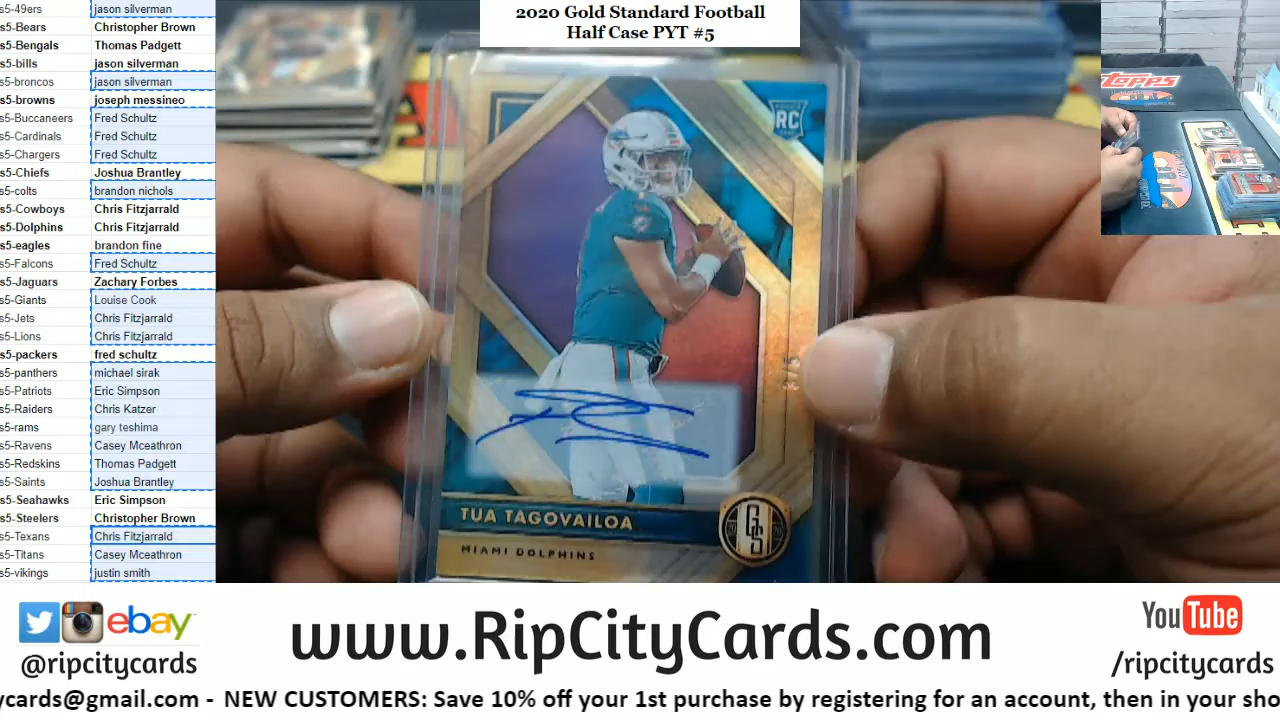 2020 Gold Standard Football
Half Case PYT #5
s5-49ers jason silverman
s5-Bears Christopher Brown
s5-Bengals Thomas Padgett
s5-bills jason silverman
s5-broncos jason silverman
s5-browns joseph messineo
s5-Buccaneers Fred Schultz
s5-Cardinals Fred Schultz
s5-Chargers Fred Schultz
s5-Chiefs Joshua Brantley
s5-colts brandon nichols
s5-Cowboys Chris Fitzjarrald
s5-Dolphins Chris Fitzjarrald
s5-eagles brandon fine
s5-Falcons Fred Schultz
s5-Jaguars Zachary Forbes
s5-Giants Louise Cook
s5-Jets Chris Fitzjarrald
s5-Lions Chris Fitzjarrald
s5-packers fred schultz
s5-panthers michael sirak
s5-Patriots Eric Simpson
s5-Raiders Chris Katzer
s5-rams gary teshima
s5-Ravens Casey Mceathron
s5-Redskins Thomas Padgett
s5-Saints Joshua Brantley
s5-Seahawks Eric Simpson
s5-Steelers Christopher Brown
s5-Texans Chris Fitzjarrald
s5-Titans Casey Mceathron
s5-vikings justin smith
RC
TUA TAGOVAILOA
MIAMI DOLPHINS
GS
TOPPS
ebay
@ripcitycards
www.RipCityCards.com
YouTube
/ripcitycards
ycards@gmail.com - NEW CUSTOMERS: Save 10% off your 1st purchase by registering for an account, then in your sho